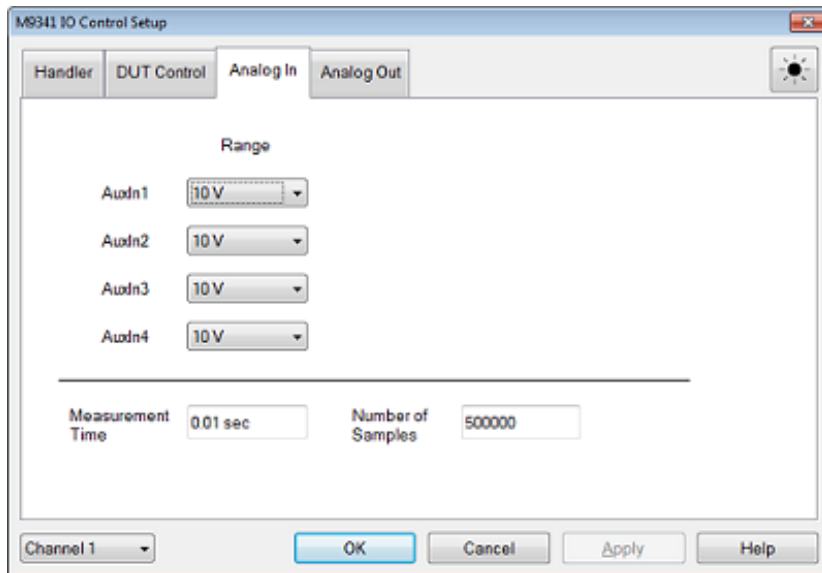 M9341 IO Control Setup
Handler DUT Control Analog In Analog Out
Range
AuxIn1 10 V
AuxIn2 10 V
AuxIn3 10 V
AuxIn4 10 V
Measurement Time 0.01 sec Number of Samples 500000
Channel 1 OK Cancel Apply Help